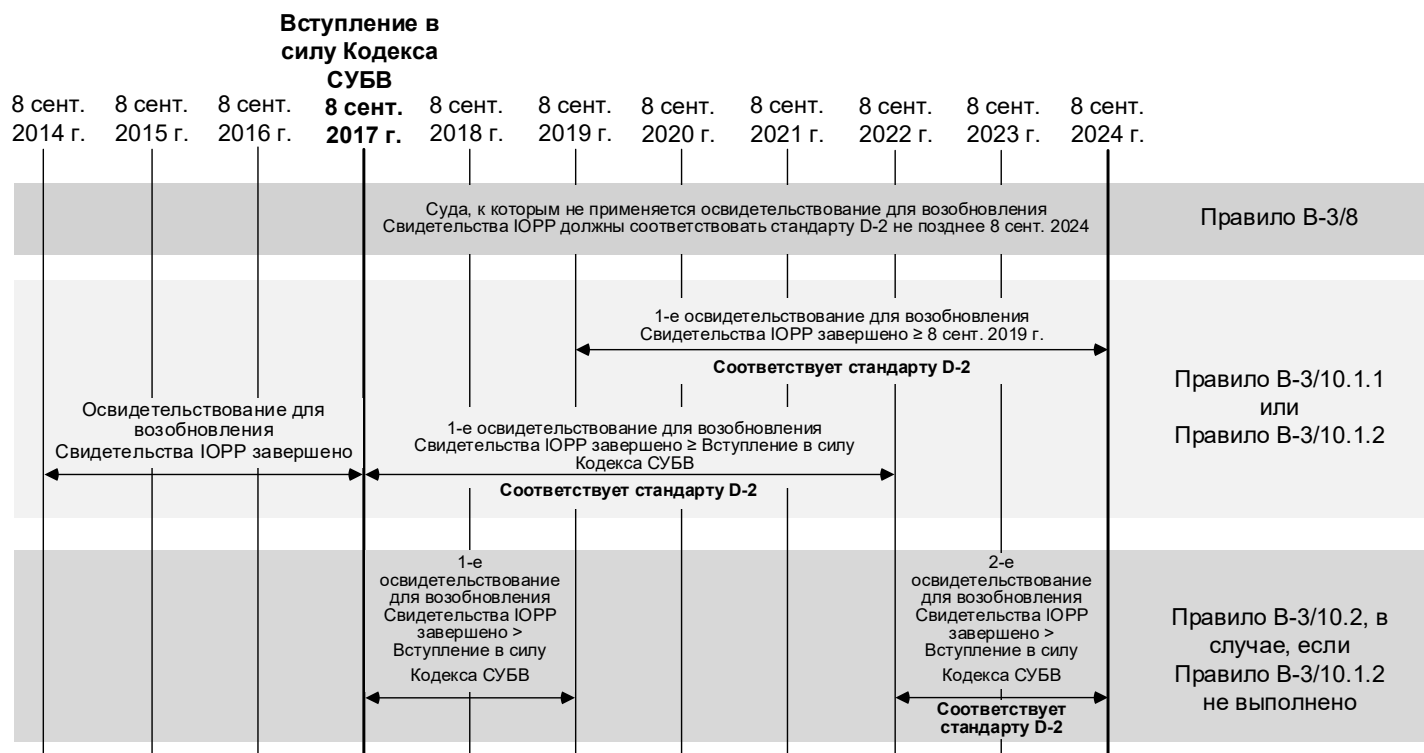 Вступление в
силу Кодекса
СУБВ
8 сент. 8 сент. 8 сент. 8 сент. 8 сент. 8 сент. 8 сент. 8 сент. 8 сент. 8 сент. 8 сент.
2014 г. 2015 г. 2016 г. 2017 г. 2018 г. 2019 г. 2020 г. 2021 г. 2022 г. 2023 г. 2024 г.
Суда, к которым не применяется освидетельствование для возобновления
Свидетельства IOPP должны соответствовать стандарту D-2 не позднее 8 сент. 2024
Правило B-3/8
1-е освидетельствование для возобновления
Свидетельства IOPP завершено ≥ 8 сент. 2019 г.
Соответствует стандарту D-2
Освидетельствование для
возобновления
Свидетельства IOPP завершено
1-е освидетельствование для возобновления
Свидетельства IOPP завершено ≥ Вступление в силу
Кодекса СУБВ
Соответствует стандарту D-2
Правило B-3/10.1.1
или
Правило B-3/10.1.2
1-е
освидетельствование
для возобновления
Свидетельства IOPP
завершено >
Вступление в силу
Кодекса СУБВ
2-е
освидетельствование
для возобновления
Свидетельства IOPP
завершено >
Вступление в силу
Кодекса СУБВ
Соответствует
стандарту D-2
Правило B-3/10.2, в
случае, если
Правило B-3/10.1.2
не выполнено